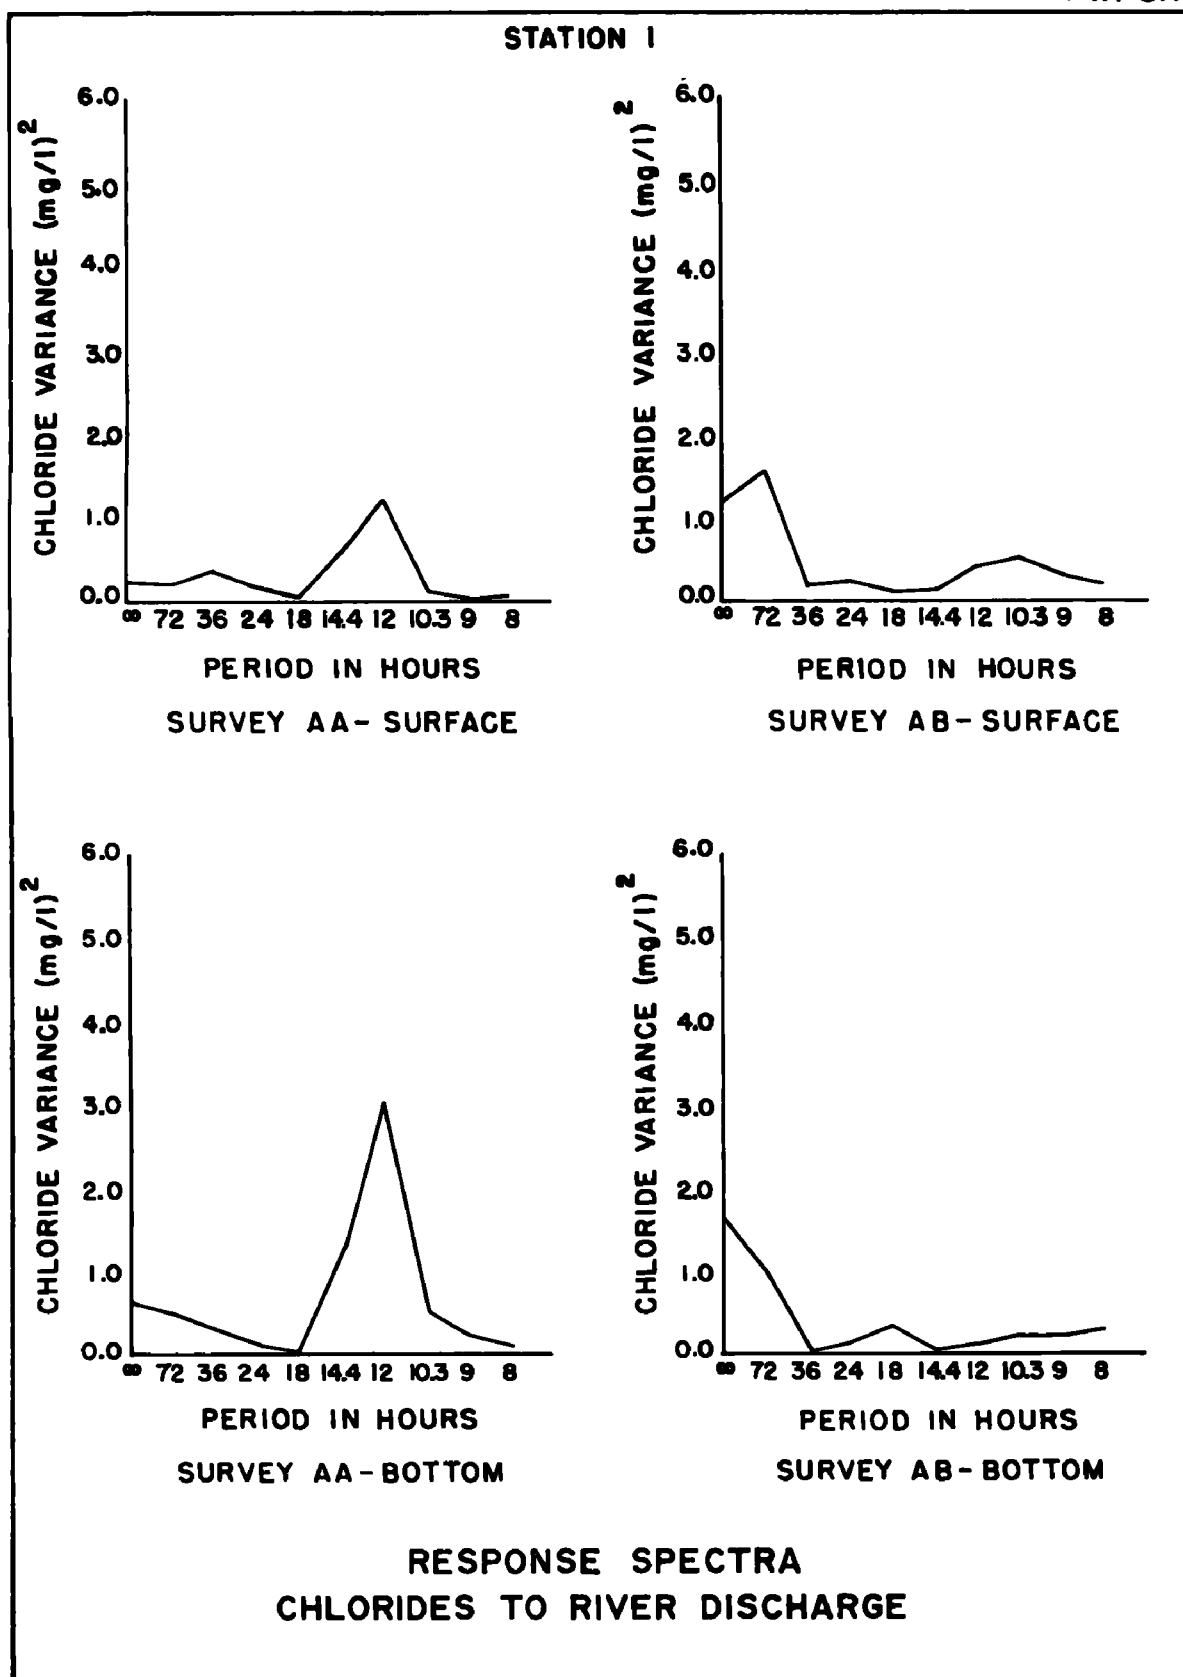 STATION 1
CHLORIDE VARIANCE (mg/l)²
6.0
5.0
4.0
3.0
2.0
1.0
0.0
∞ 72 36 24 18 14.4 12 10.3 9 8
PERIOD IN HOURS
SURVEY AA-SURFACE
CHLORIDE VARIANCE (mg/l)²
6.0
5.0
4.0
3.0
2.0
1.0
0.0
∞ 72 36 24 18 14.4 12 10.3 9 8
PERIOD IN HOURS
SURVEY AB-SURFACE
CHLORIDE VARIANCE (mg/l)²
6.0
5.0
4.0
3.0
2.0
1.0
0.0
∞ 72 36 24 18 14.4 12 10.3 9 8
PERIOD IN HOURS
SURVEY AA-BOTTOM
CHLORIDE VARIANCE (mg/l)²
6.0
5.0
4.0
3.0
2.0
1.0
0.0
∞ 72 36 24 18 14.4 12 10.3 9 8
PERIOD IN HOURS
SURVEY AB-BOTTOM
RESPONSE SPECTRA
CHLORIDES TO RIVER DISCHARGE